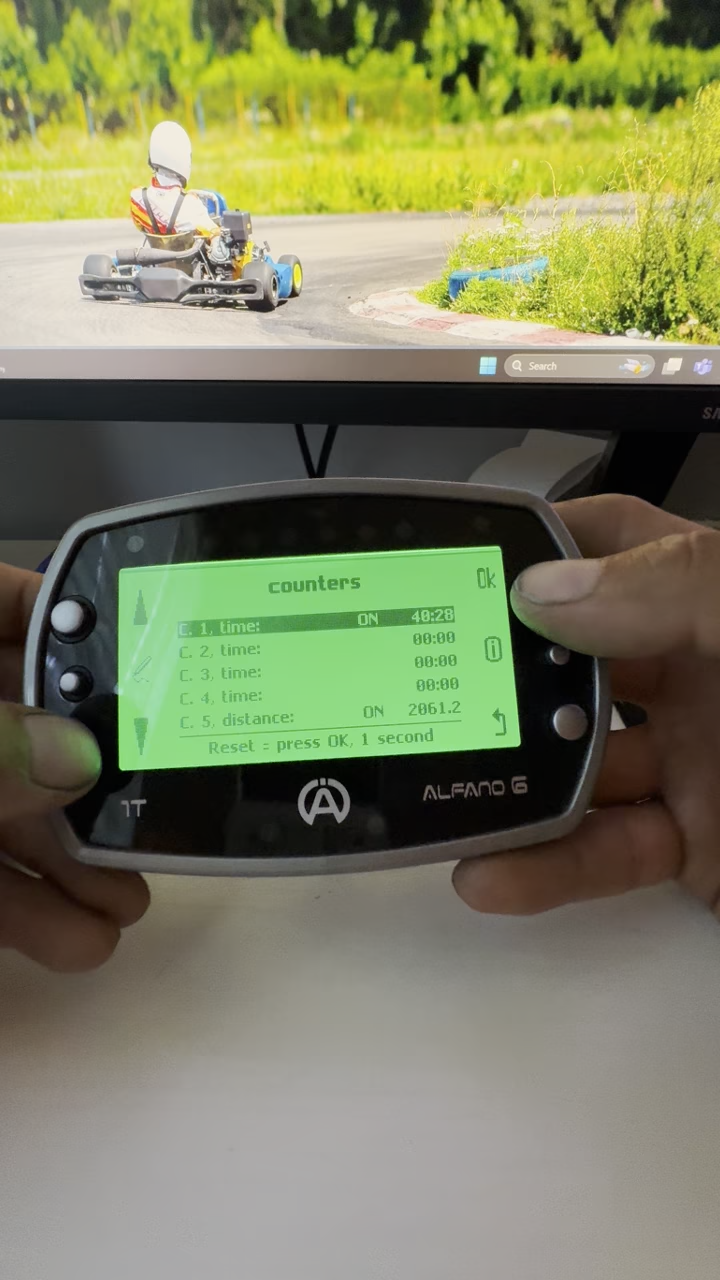 Search
counters
Ok
C. 1, time: ON 40:28
C. 2, time: 00:00
C. 3, time: 00:00
C. 4, time: 00:00
C. 5, distance: ON 2061.2
Reset = press OK, 1 second
1T
ALFANO 6